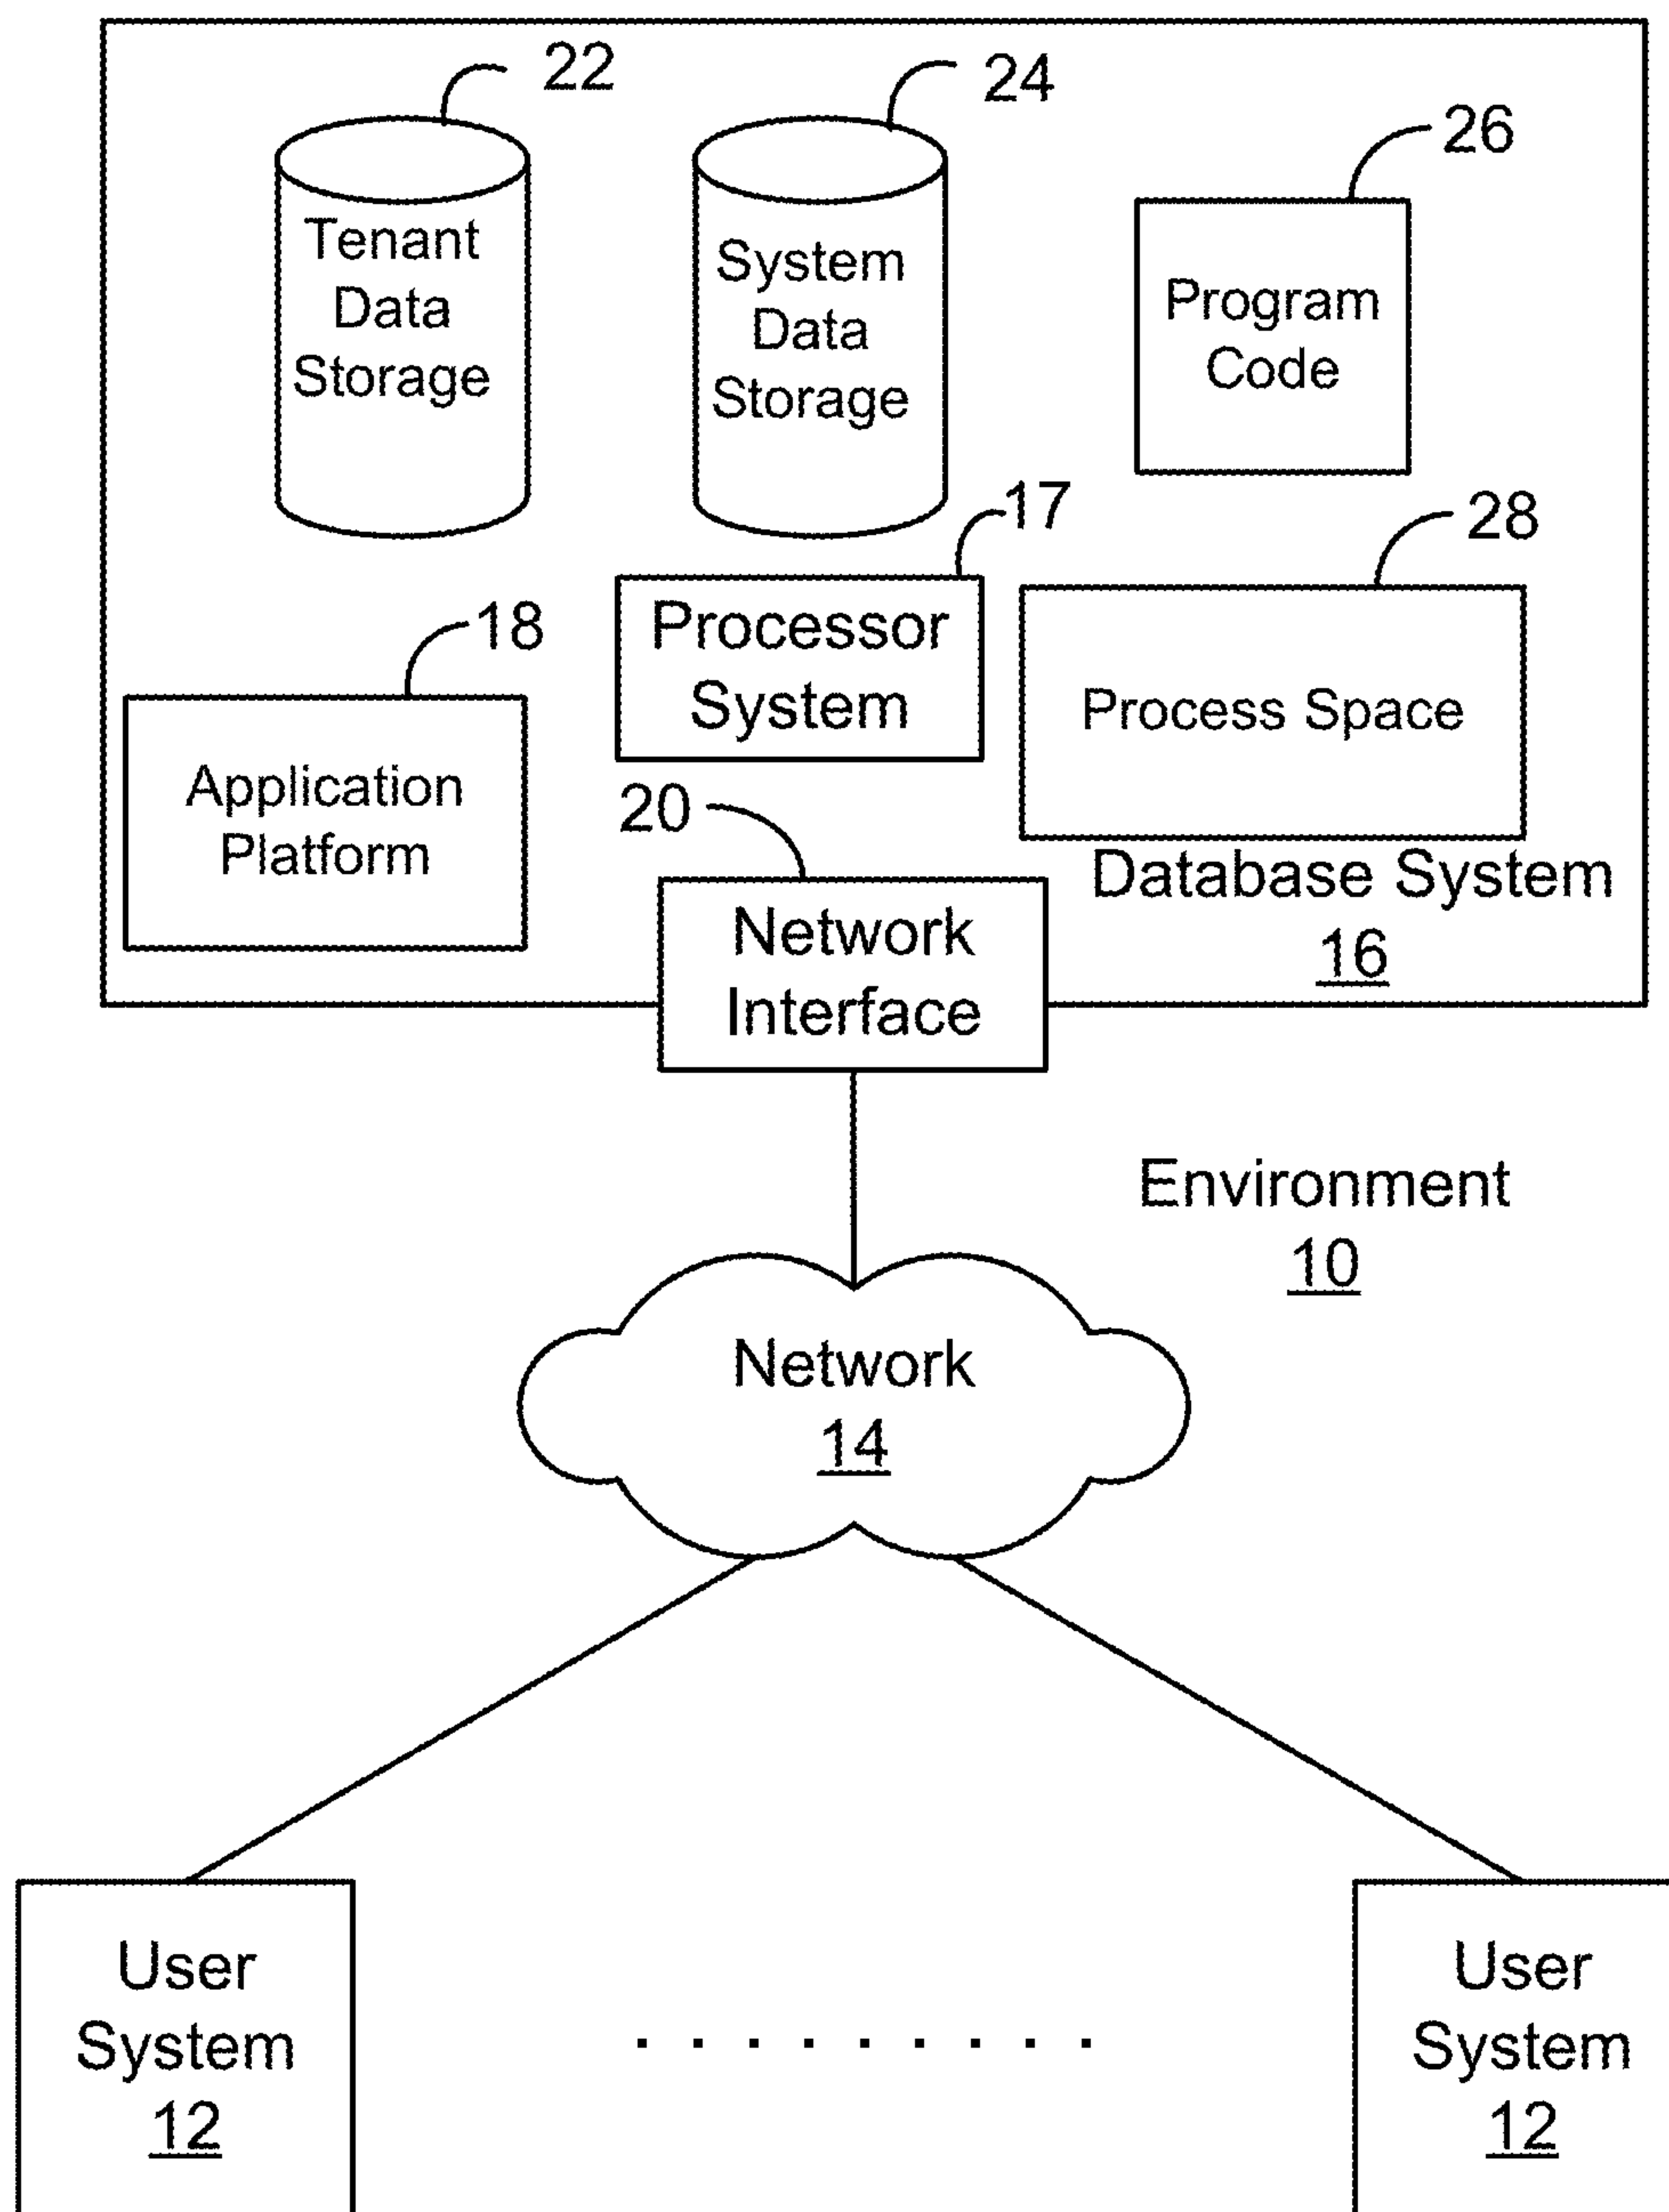 22
24
26
Tenant
Data
Storage
System
Data
Storage
Program
Code
17
28
18
Processor
System
Process Space
Application
Platform
20
Database System
16
Network
Interface
Environment
10
Network
14
User
System
12
. . . . . . . . .
User
System
12